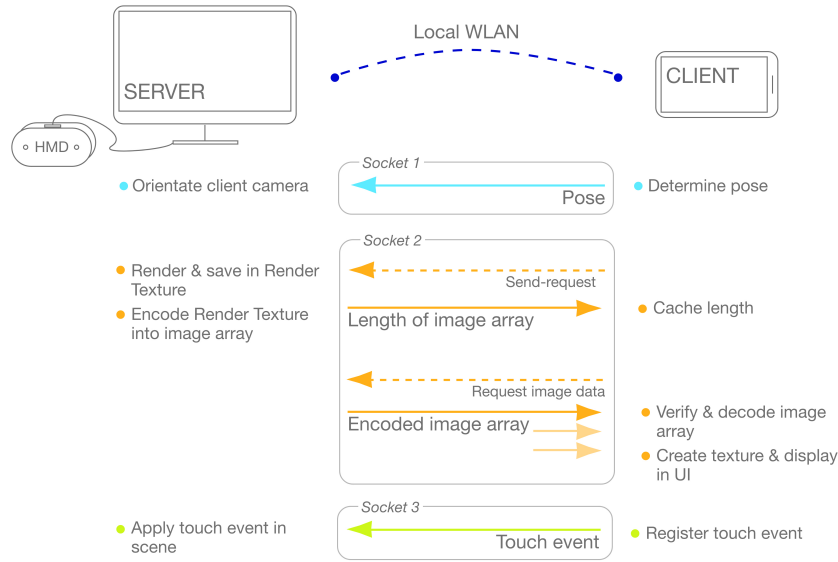 Local WLAN
SERVER
CLIENT
HMD
Socket 1
Orientate client camera
Pose
Determine pose
Socket 2
Render & save in Render
Texture
Send-request
Encode Render Texture
into image array
Length of image array
Cache length
Request image data
Encoded image array
Verify & decode image
array
Create texture & display
in UI
Socket 3
Apply touch event in
scene
Touch event
Register touch event